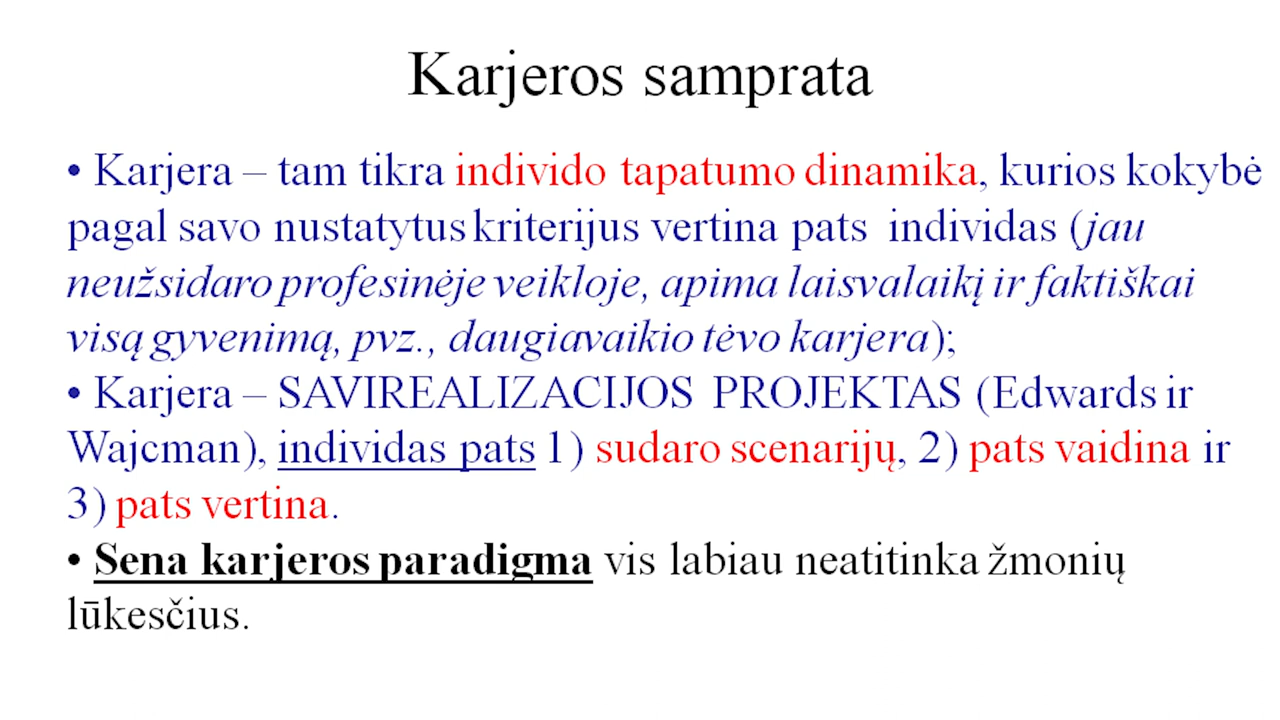 Karjeros samprata
• Karjera – tam tikra individo tapatumo dinamika, kurios kokybė
pagal savo nustatytus kriterijus vertina pats individas (jau
neužsidaro profesinėje veikloje, apima laisvalaikį ir faktiškai
visą gyvenimą, pvz., daugiavaikio tėvo karjera);
• Karjera – SAVIREALIZACIJOS PROJEKTAS (Edwards ir
Wajcman), individas pats 1) sudaro scenarijų, 2) pats vaidina ir
3) pats vertina.
• Sena karjeros paradigma vis labiau neatitinka žmonių
lūkesčius.